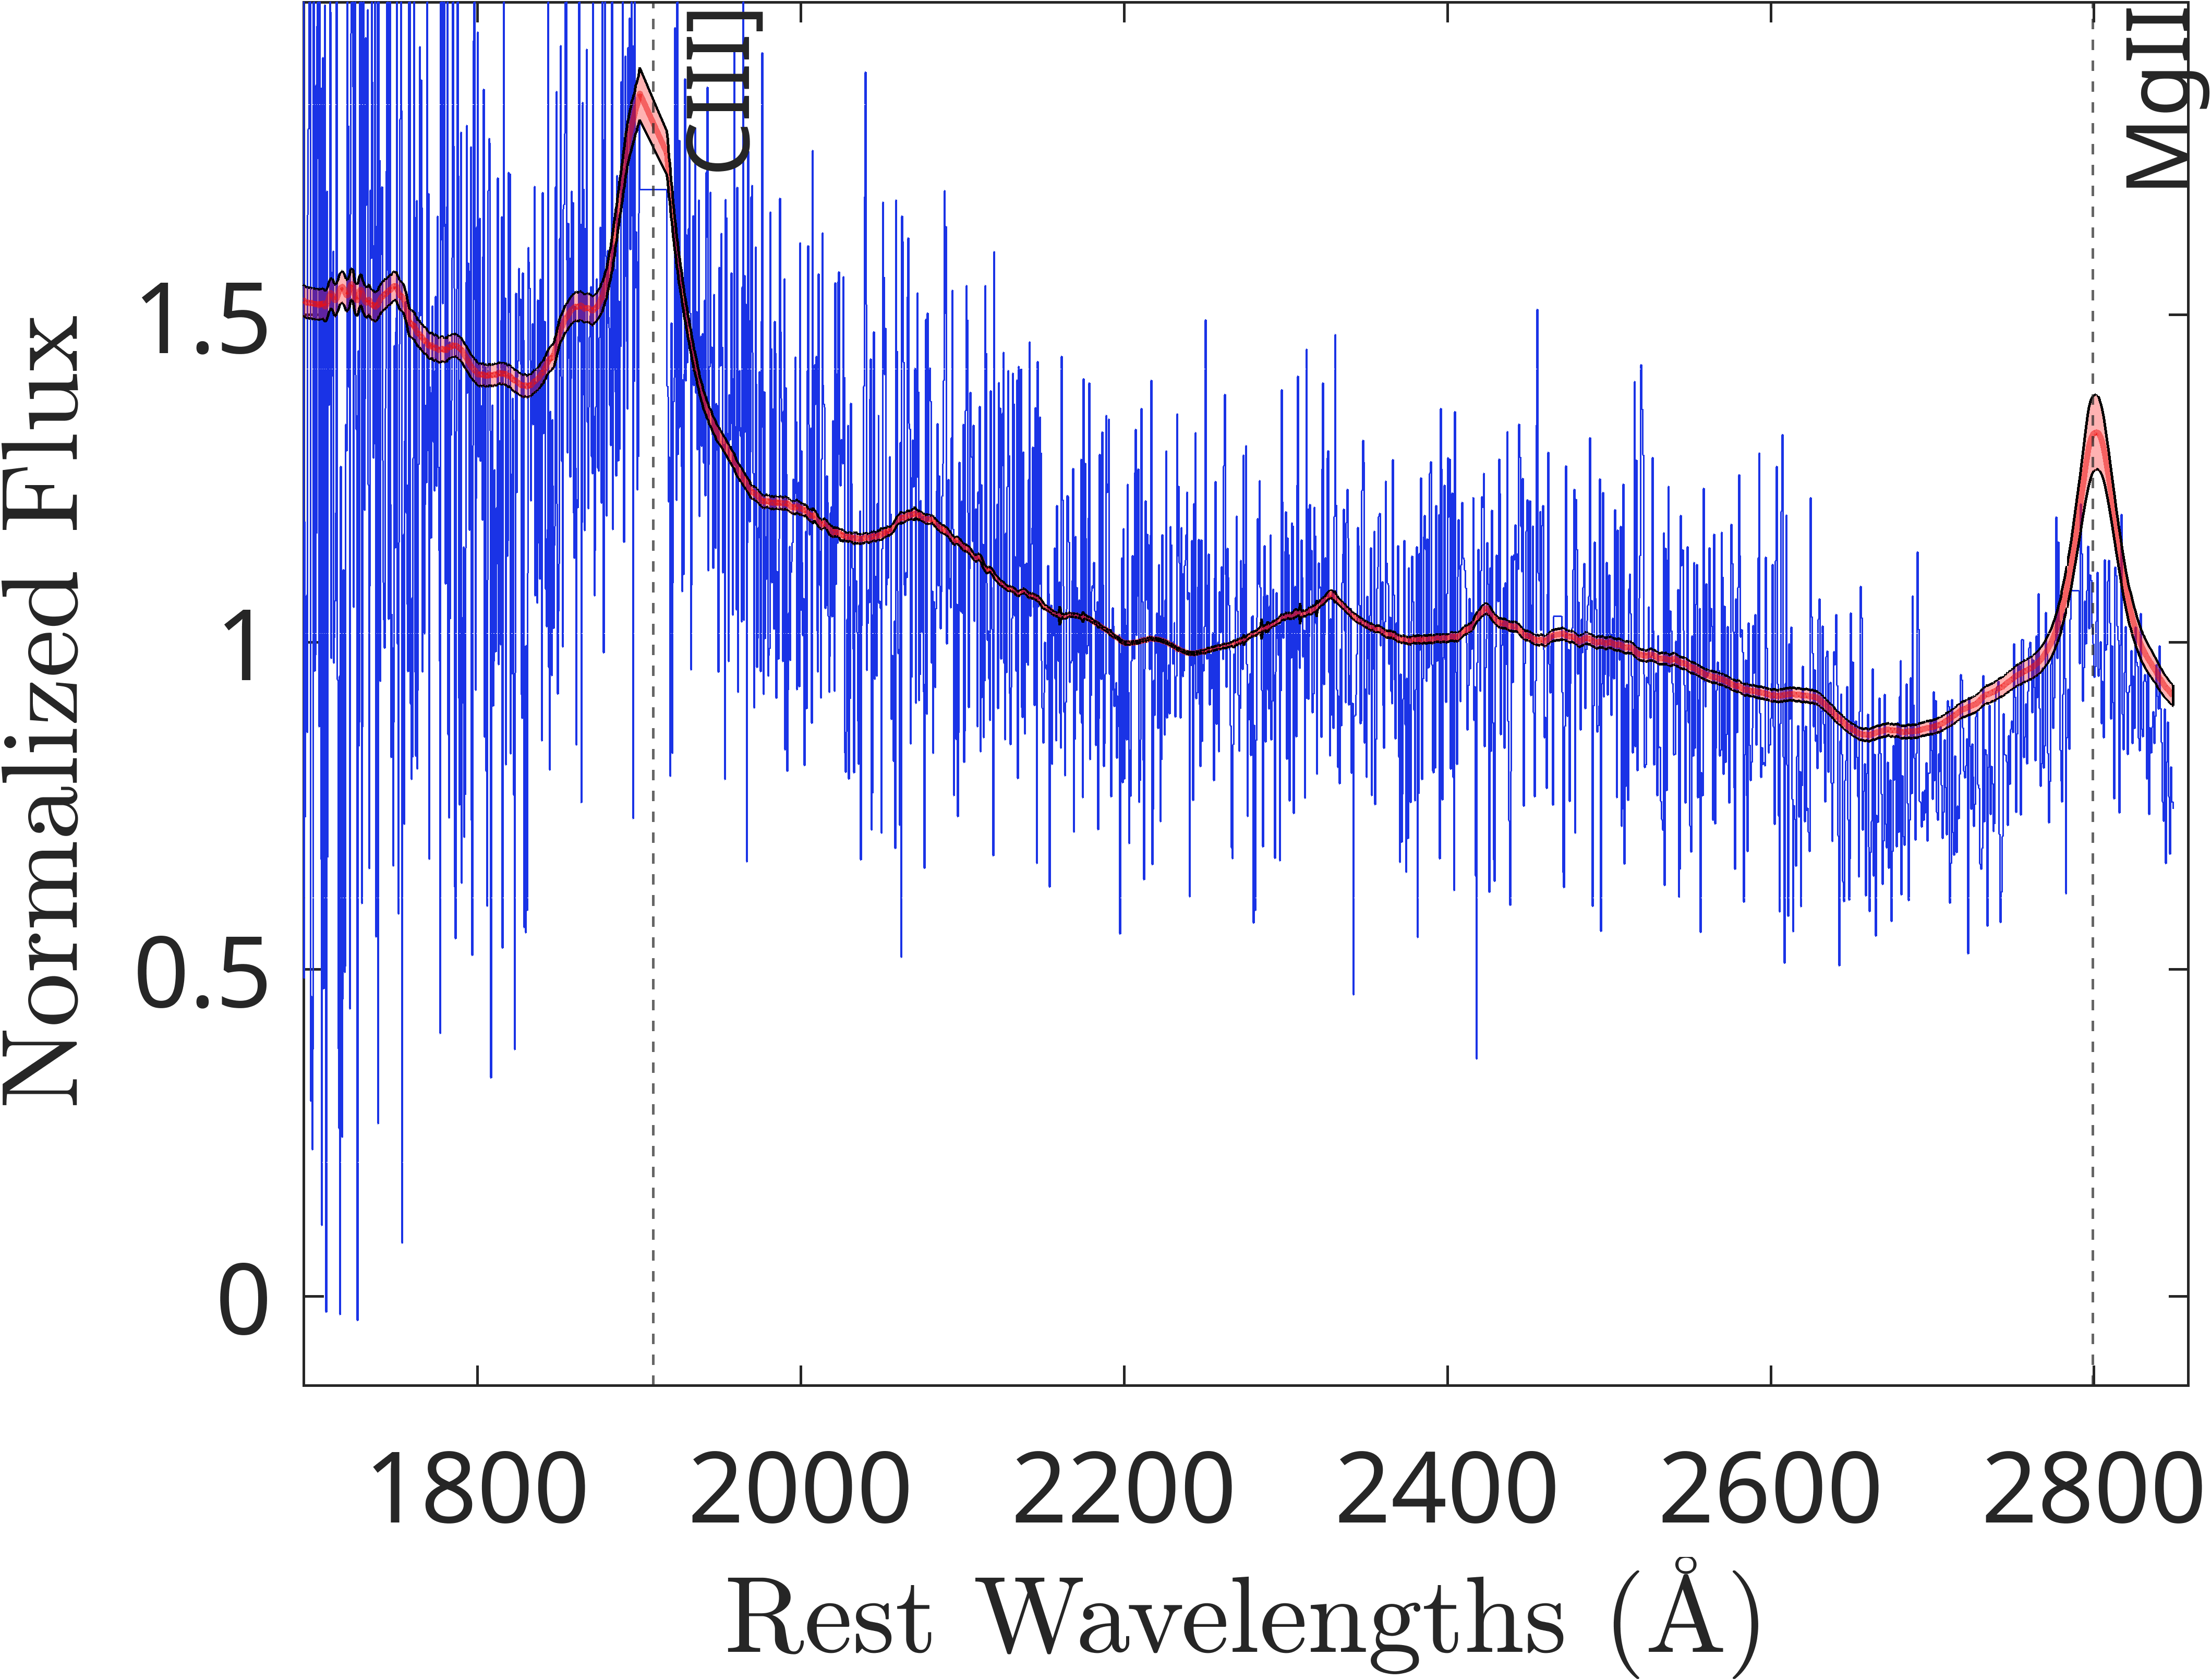 CIII]
MgII
Normalized Flux
1.5
1
0.5
0
1800 2000 2200 2400 2600 2800
Rest Wavelengths (Å)